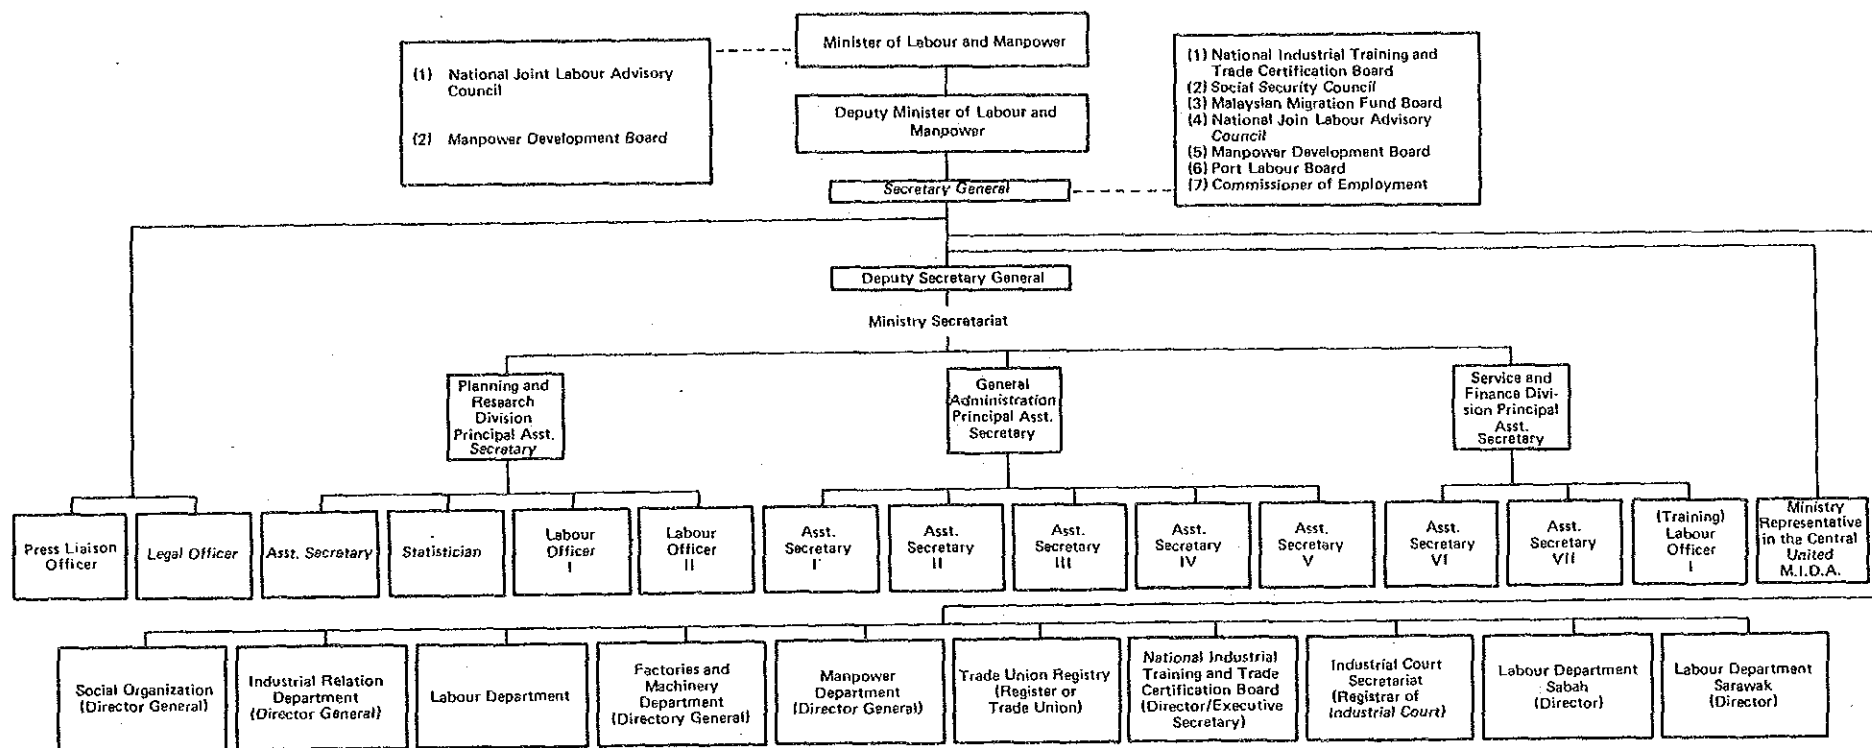 Minister of Labour and Manpower
(1) National Joint Labour Advisory
Council
(2) Manpower Development Board
(1) National Industrial Training and
Trade Certification Board
(2) Social Security Council
(3) Malaysian Migration Fund Board
(4) National Join Labour Advisory
Council
(5) Manpower Development Board
(6) Port Labour Board
(7) Commissioner of Employment
Deputy Minister of Labour and
Manpower
Secretary General
Deputy Secretary General
Ministry Secretariat
Planning and
Research
Division
Principal Asst.
Secretary
General
Administration
Principal Asst.
Secretary
Service and
Finance Divi-
sion Principal
Asst.
Secretary
Press Liaison
Officer
Legal Officer
Asst. Secretary
Statistician
Labour
Officer
I
Labour
Officer
II
Asst.
Secretary
I
Asst.
Secretary
II
Asst.
Secretary
III
Asst.
Secretary
IV
Asst.
Secretary
V
Asst.
Secretary
VI
Asst.
Secretary
VII
(Training)
Labour
Officer
I
Ministry
Representative
in the Central
United
M.I.D.A.
Social Organization
(Director General)
Industrial Relation
Department
(Director General)
Labour Department
Factories and
Machinery
Department
(Directory General)
Manpower
Department
(Director General)
Trade Union Registry
(Register or
Trade Union)
National Industrial
Training and Trade
Certification Board
(Director/Executive
Secretary)
Industrial Court
Secretariat
(Registrar of
Industrial Court)
Labour Department
Sabah
(Director)
Labour Department
Sarawak
(Director)